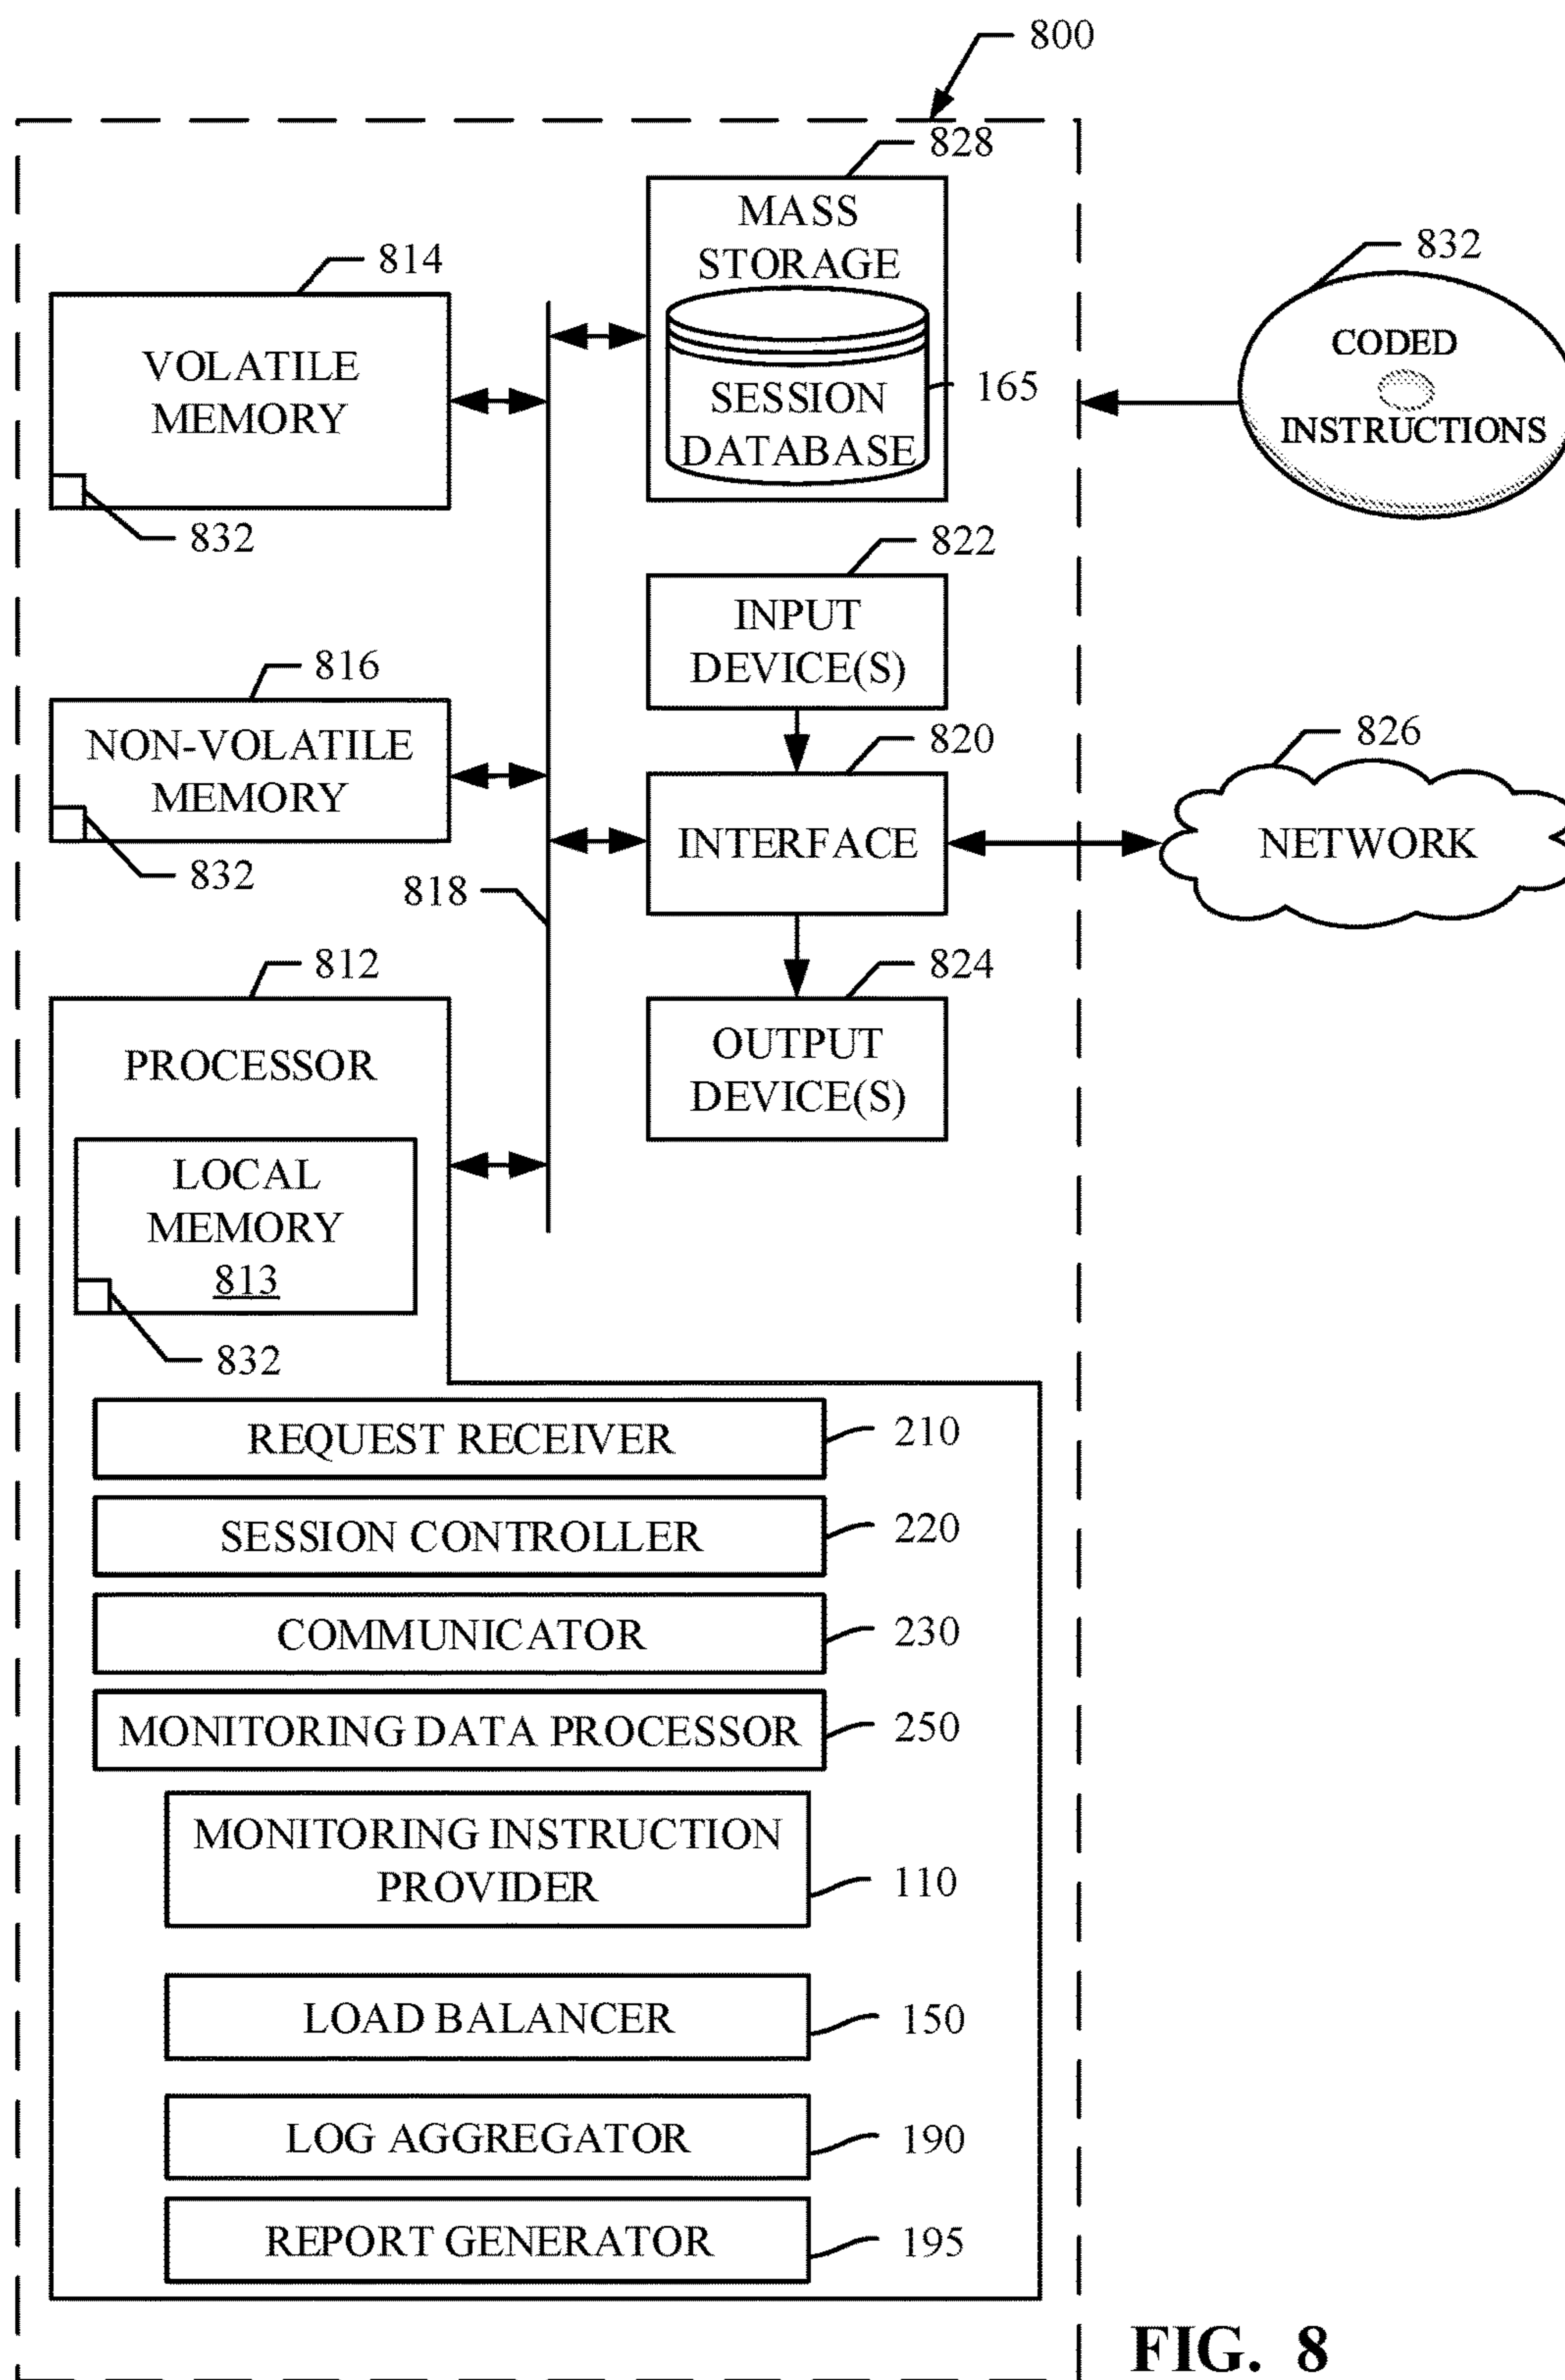 800
828
MASS
STORAGE
SESSION
DATABASE
165
814
VOLATILE
MEMORY
832
832
CODED
INSTRUCTIONS
822
INPUT
DEVICE(S)
816
NON-VOLATILE
MEMORY
832
820
INTERFACE
826
NETWORK
818
824
OUTPUT
DEVICE(S)
812
PROCESSOR
LOCAL
MEMORY
813
832
REQUEST RECEIVER
210
SESSION CONTROLLER
220
COMMUNICATOR
230
MONITORING DATA PROCESSOR
250
MONITORING INSTRUCTION
PROVIDER
110
LOAD BALANCER
150
LOG AGGREGATOR
190
REPORT GENERATOR
195
FIG. 8